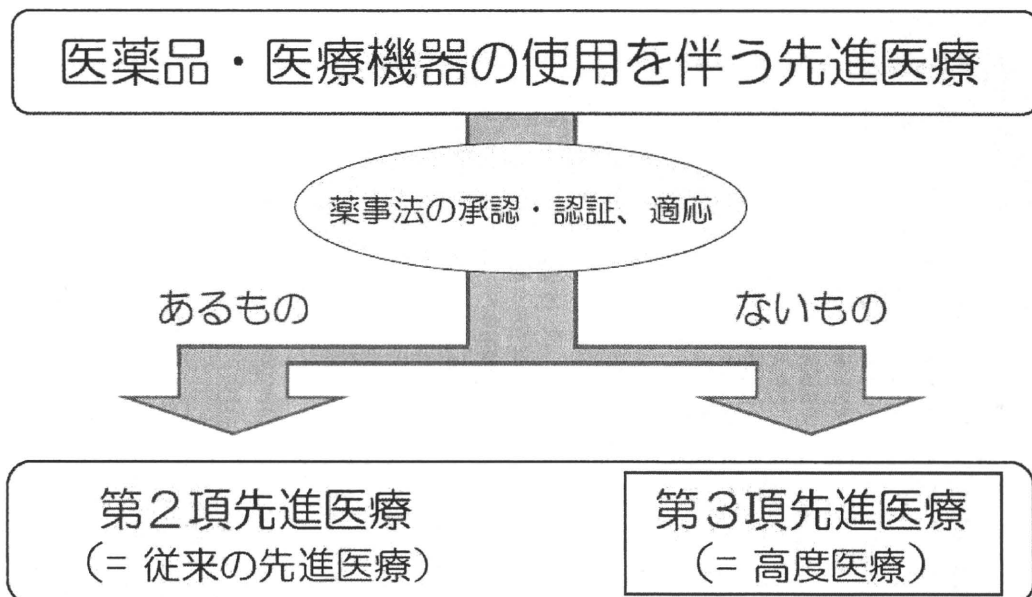 医薬品・医療機器の使用を伴う先進医療
薬事法の承認・認証、適応
あるもの
ないもの
第2項先進医療
(= 従来の先進医療)
第3項先進医療
(= 高度医療)